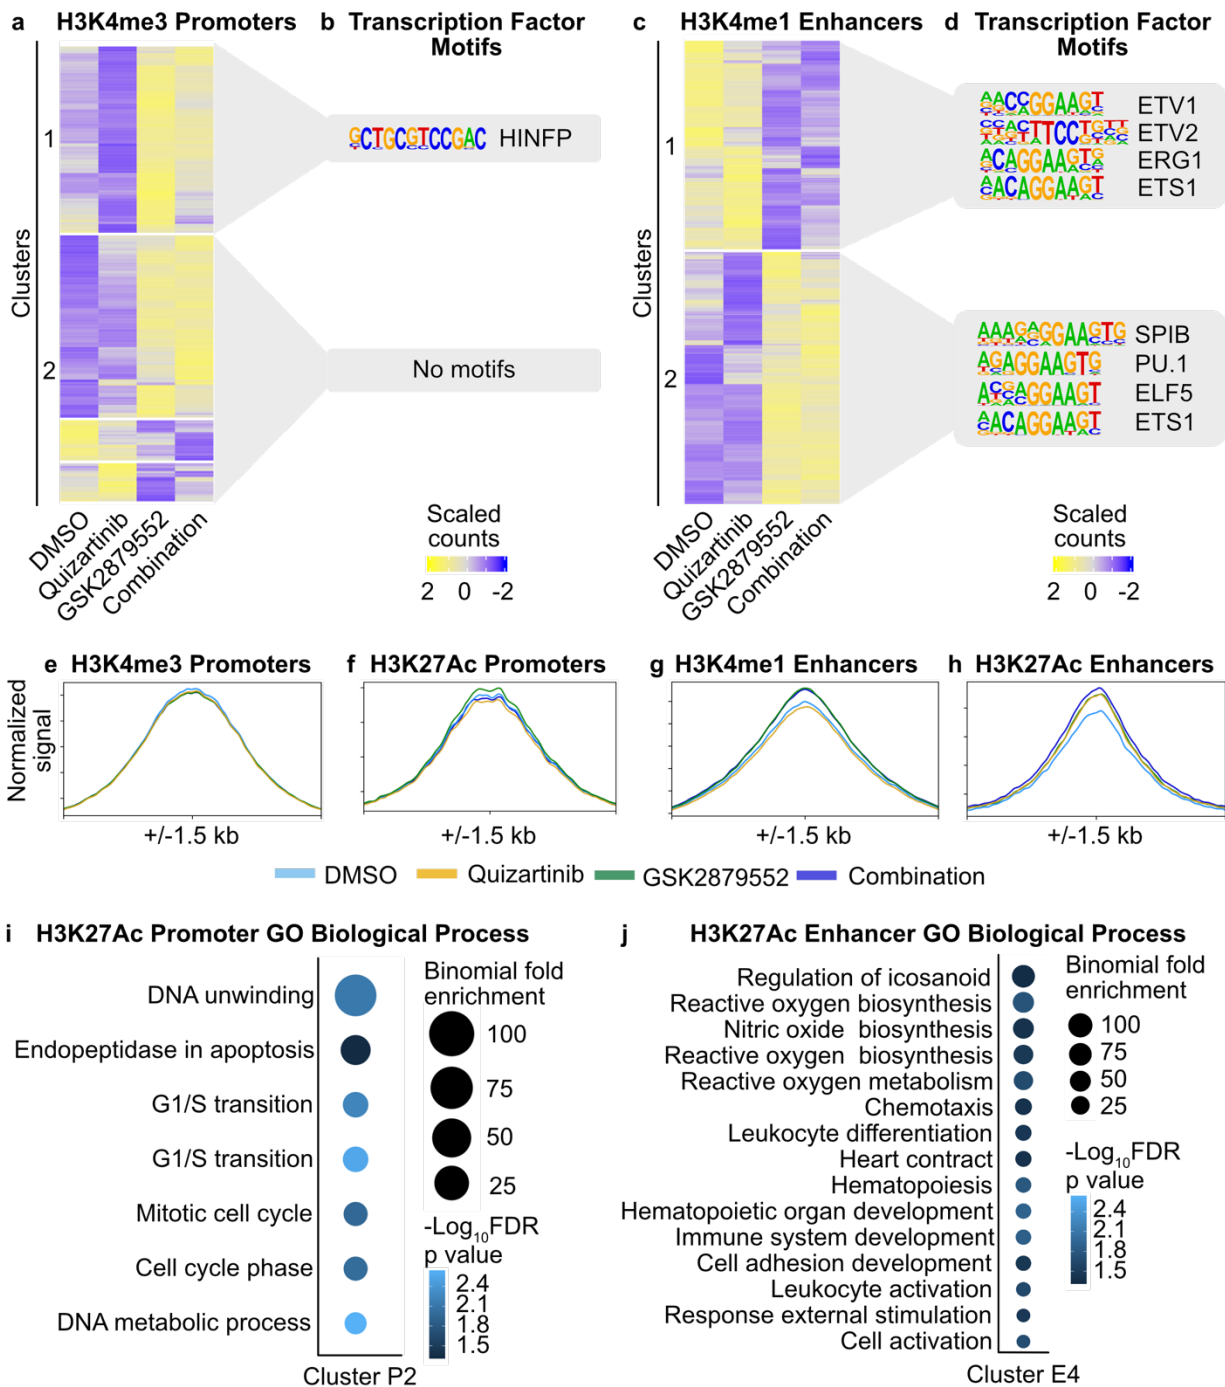 a H3K4me3 Promoters
b Transcription Factor
Motifs
c H3K4me1 Enhancers
d Transcription Factor
Motifs
Clusters
1
2
GCTGCGTCCGAC HINFP
No motifs
DMSO
Quizartinib
GSK2879552
Combination
Scaled
counts
2 0 -2
Clusters
1
2
ETV1
ETV2
ERG1
ETS1
SPIB
PU.1
ELF5
ETS1
DMSO
Quizartinib
GSK2879552
Combination
Scaled
counts
2 0 -2
e H3K4me3 Promoters
f H3K27Ac Promoters
g H3K4me1 Enhancers
h H3K27Ac Enhancers
Normalized
signal
+/-1.5 kb
+/-1.5 kb
+/-1.5 kb
+/-1.5 kb
DMSO Quizartinib GSK2879552 Combination
i H3K27Ac Promoter GO Biological Process
DNA unwinding
Endopeptidase in apoptosis
G1/S transition
G1/S transition
Mitotic cell cycle
Cell cycle phase
DNA metabolic process
Cluster P2
Binomial fold
enrichment
100
75
50
25
-Log10FDR
p value
2.4
2.1
1.8
1.5
j H3K27Ac Enhancer GO Biological Process
Regulation of icosanoid
Reactive oxygen biosynthesis
Nitric oxide biosynthesis
Reactive oxygen biosynthesis
Reactive oxygen metabolism
Chemotaxis
Leukocyte differentiation
Heart contract
Hematopoiesis
Hematopoietic organ development
Immune system development
Cell adhesion development
Leukocyte activation
Response external stimulation
Cell activation
Cluster E4
Binomial fold
enrichment
100
75
50
25
-Log10FDR
p value
2.4
2.1
1.8
1.5